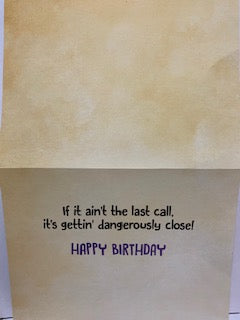 If it ain't the last call,
it's gettin' dangerously close!
HAPPY BIRTHDAY